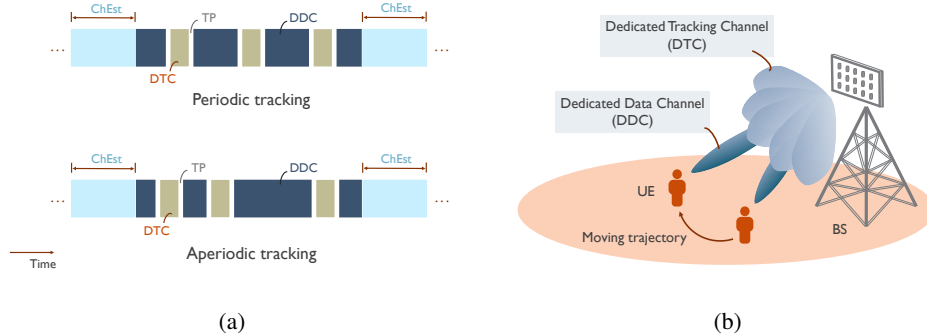 ChEst
TP
DDC
ChEst
...
...
DTC
Periodic tracking
ChEst
TP
DDC
ChEst
...
...
DTC
Aperiodic tracking
Time
(a)
Dedicated Tracking Channel
(DTC)
Dedicated Data Channel
(DDC)
UE
BS
Moving trajectory
(b)